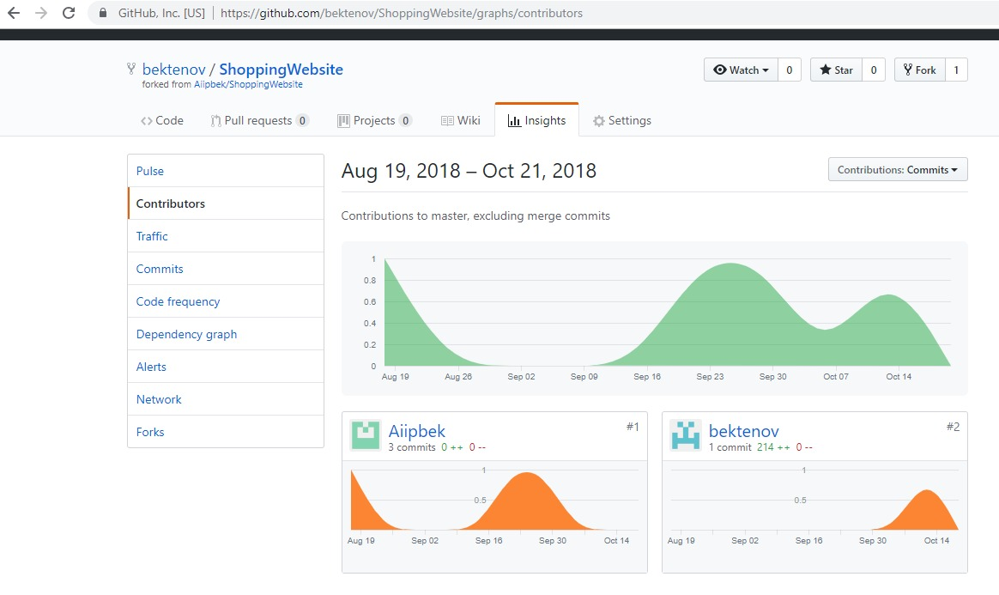 GitHub, Inc. [US] | https://github.com/bektenov/ShoppingWebsite/graphs/contributors
bektenov / ShoppingWebsite
forked from Aiipbek/ShoppingWebsite
Watch 0 Star 0 Fork 1
Code Pull requests 0 Projects 0 Wiki Insights Settings
Pulse
Contributors
Traffic
Commits
Code frequency
Dependency graph
Alerts
Network
Forks
Aug 19, 2018 – Oct 21, 2018
Contributions: Commits
Contributions to master, excluding merge commits
1
0.8
0.6
0.4
0.2
0
Aug 19 Aug 26 Sep 02 Sep 09 Sep 16 Sep 23 Sep 30 Oct 07 Oct 14
Aiipbek #1
3 commits 0 ++ 0 --
1
0.5
Aug 19 Sep 02 Sep 16 Sep 30 Oct 14
bektenov #2
1 commit 214 ++ 0 --
1
0.5
Aug 19 Sep 02 Sep 16 Sep 30 Oct 14